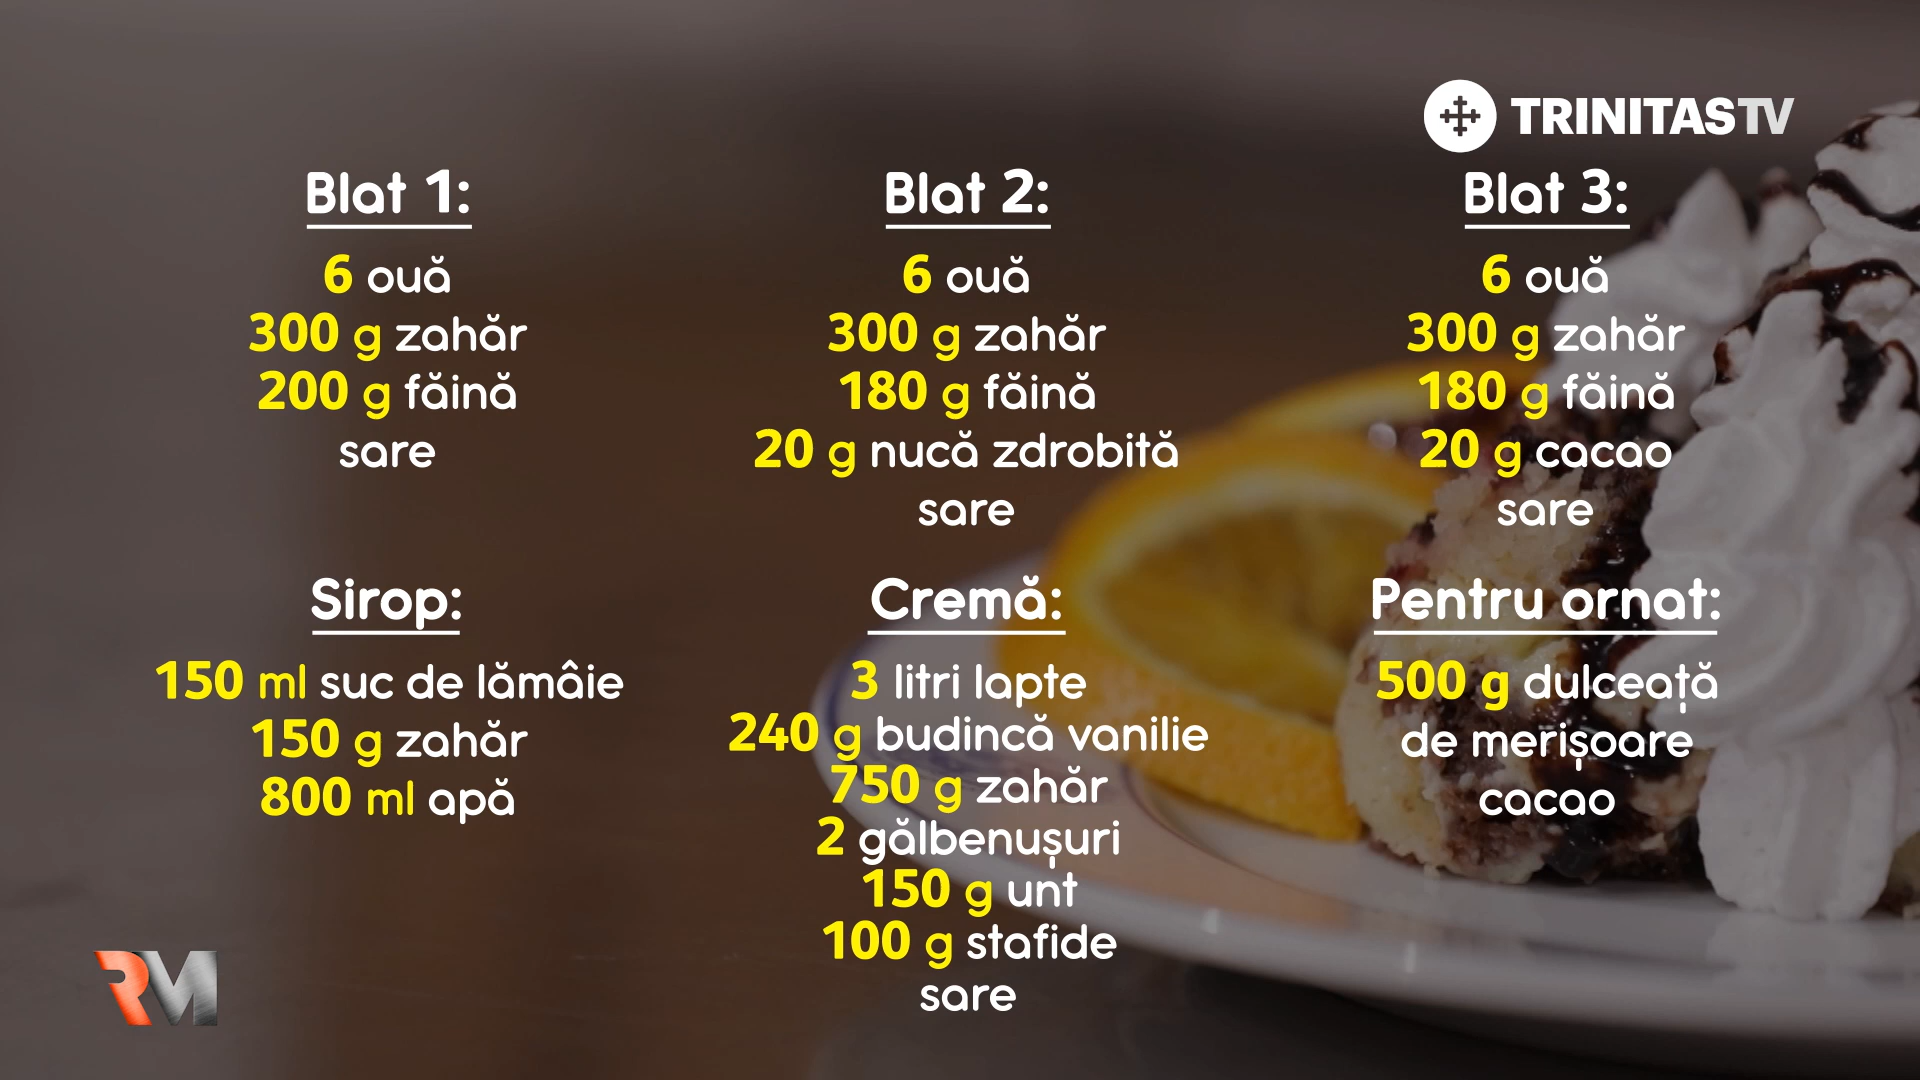 TRINITAS TV
Blat 1:
6 ouă
300 g zahăr
200 g făină
sare
Blat 2:
6 ouă
300 g zahăr
180 g făină
20 g nucă zdrobită
sare
Blat 3:
6 ouă
300 g zahăr
180 g făină
20 g cacao
sare
Sirop:
150 ml suc de lămâie
150 g zahăr
800 ml apă
Cremă:
3 litri lapte
240 g budincă vanilie
750 g zahăr
2 gălbenușuri
150 g unt
100 g stafide
sare
Pentru ornat:
500 g dulceață
de merișoare
cacao
RM